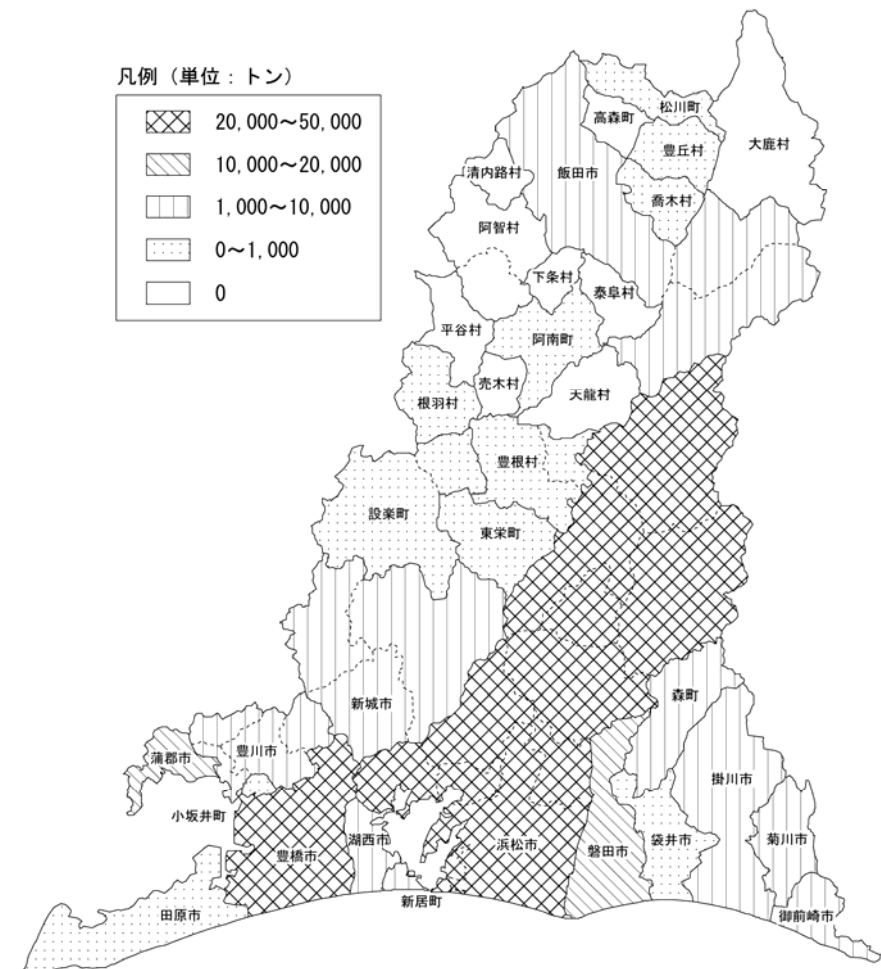 凡例（単位：トン）
20,000～50,000
10,000～20,000
1,000～10,000
0～1,000
0
松川町
高森町
大鹿村
豊丘村
清内路村
飯田市
喬木村
阿智村
下条村
泰阜村
平谷村
阿南町
売木村
天龍村
根羽村
豊根村
設楽町
東栄町
森町
新城市
豊川市
蒲郡市
掛川市
小坂井町
湖西市
浜松市
袋井市
菊川市
豊橋市
磐田市
新居町
田原市
御前崎市